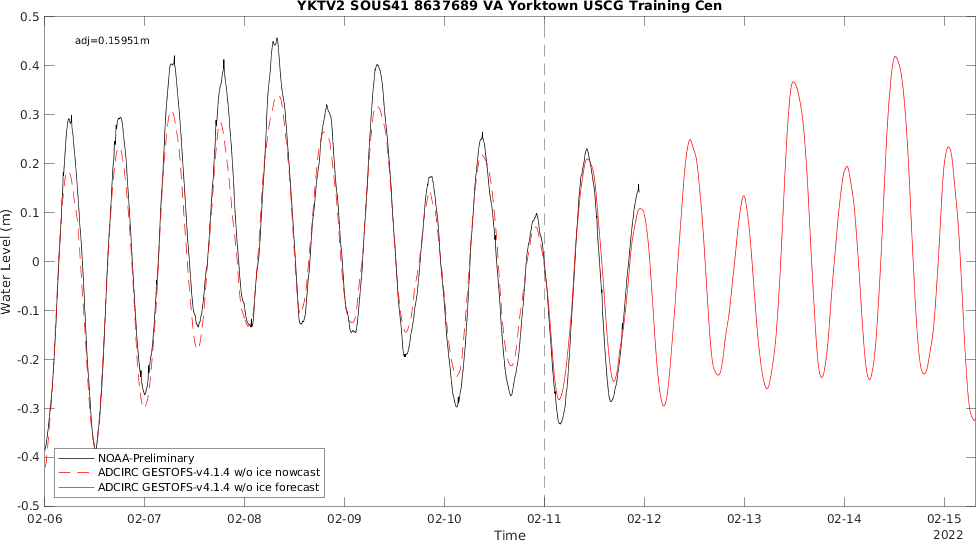 YKTV2 SOUS41 8637689 VA Yorktown USCG Training Cen
adj=0.15951m
0.5
0.4
0.3
0.2
0.1
0
-0.1
-0.2
-0.3
-0.4
-0.5
Water Level (m)
NOAA-Preliminary
ADCIRC GESTOFS-v4.1.4 w/o ice nowcast
ADCIRC GESTOFS-v4.1.4 w/o ice forecast
02-06 02-07 02-08 02-09 02-10 02-11 02-12 02-13 02-14 02-15
Time
2022